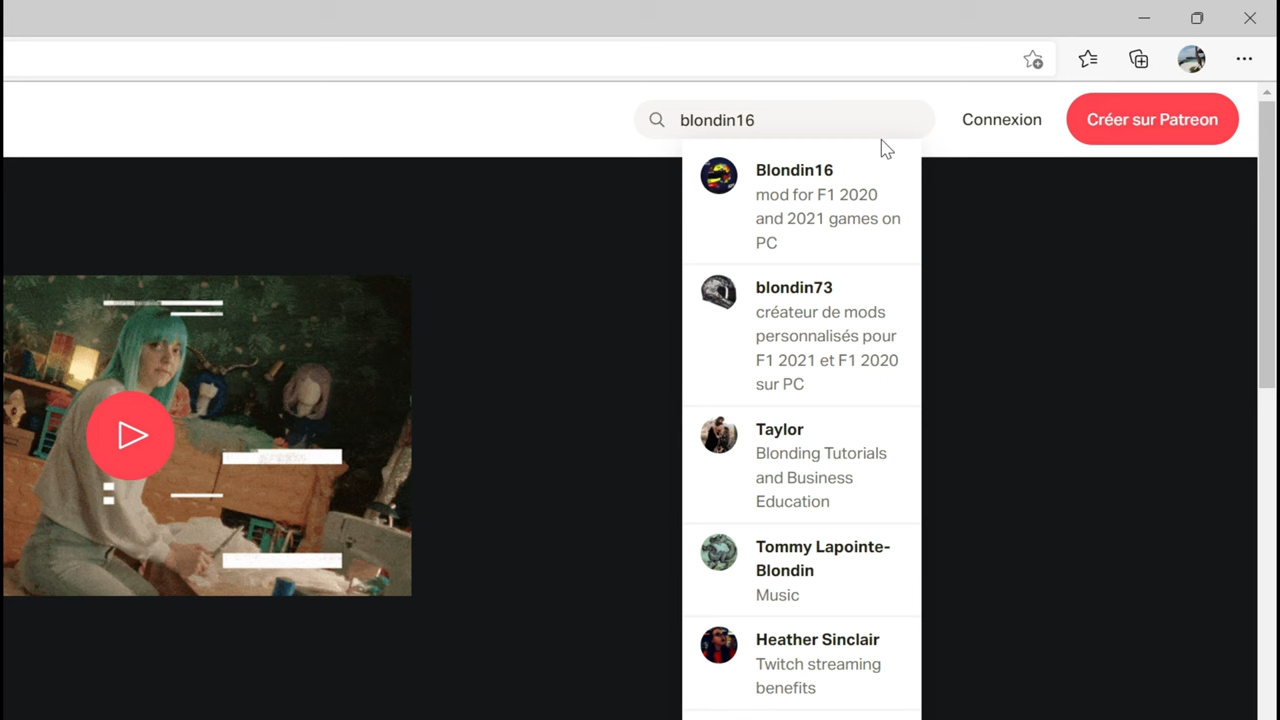 blondin16
Connexion
Créer sur Patreon
Blondin16
mod for F1 2020
and 2021 games on
PC
blondin73
créateur de mods
personnalisés pour
F1 2021 et F1 2020
sur PC
Taylor
Blonding Tutorials
and Business
Education
Tommy Lapointe-
Blondin
Music
Heather Sinclair
Twitch streaming
benefits